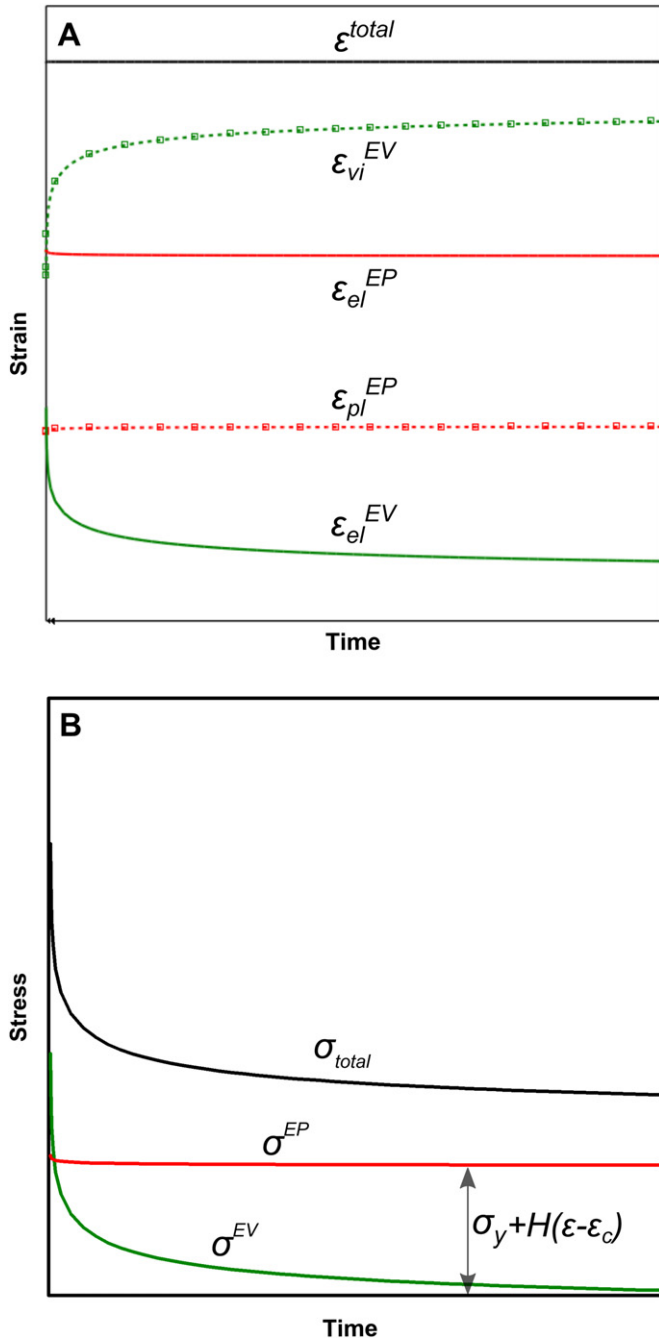 A
ε^total
ε_vi^EV
ε_el^EP
ε_pl^EP
ε_el^EV
Strain
Time
B
σ_total
σ^EP
σ_y+H(ε-ε_c)
σ^EV
Stress
Time